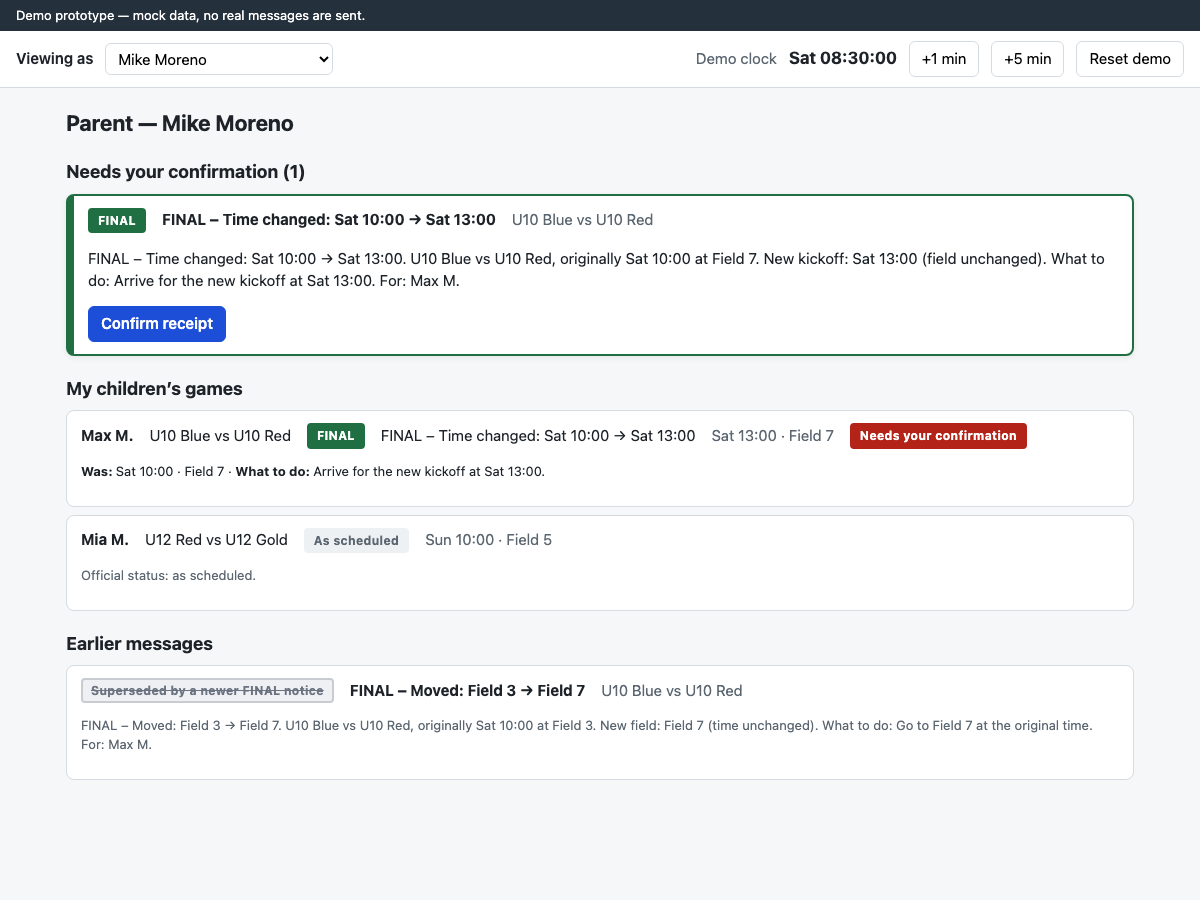 Demo prototype — mock data, no real messages are sent.
Viewing as Mike Moreno Demo clock Sat 08:30:00 +1 min +5 min Reset demo
Parent — Mike Moreno
Needs your confirmation (1)
FINAL FINAL – Time changed: Sat 10:00 → Sat 13:00 U10 Blue vs U10 Red
FINAL – Time changed: Sat 10:00 → Sat 13:00. U10 Blue vs U10 Red, originally Sat 10:00 at Field 7. New kickoff: Sat 13:00 (field unchanged). What to
do: Arrive for the new kickoff at Sat 13:00. For: Max M.
Confirm receipt
My children’s games
Max M. U10 Blue vs U10 Red FINAL FINAL – Time changed: Sat 10:00 → Sat 13:00 Sat 13:00 · Field 7 Needs your confirmation
Was: Sat 10:00 · Field 7 · What to do: Arrive for the new kickoff at Sat 13:00.
Mia M. U12 Red vs U12 Gold As scheduled Sun 10:00 · Field 5
Official status: as scheduled.
Earlier messages
Superseded by a newer FINAL notice FINAL – Moved: Field 3 → Field 7 U10 Blue vs U10 Red
FINAL – Moved: Field 3 → Field 7. U10 Blue vs U10 Red, originally Sat 10:00 at Field 3. New field: Field 7 (time unchanged). What to do: Go to Field 7 at the original time.
For: Max M.